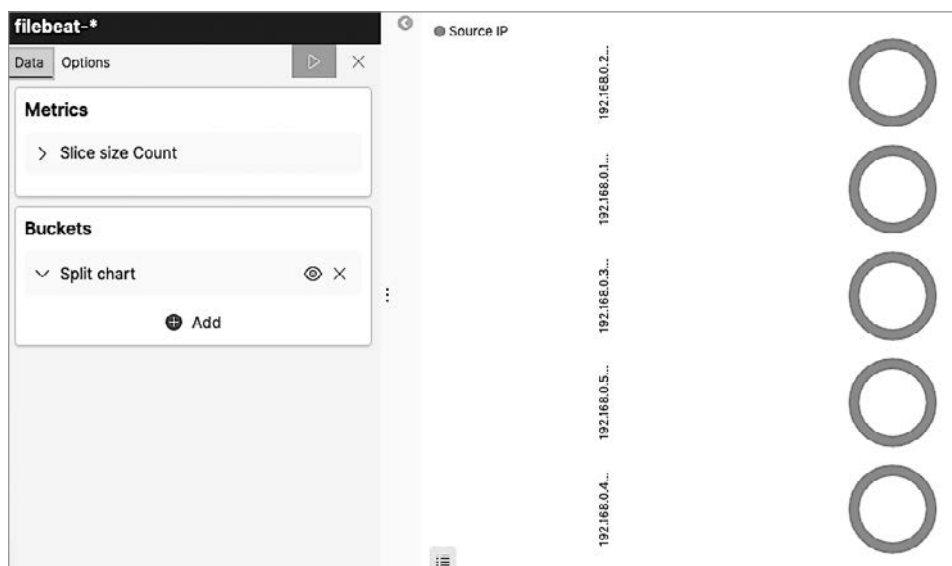 filebeat-*
Data Options
Metrics
Slice size Count
Buckets
Split chart
Add
Source IP
192.168.0.2...
192.168.0.1...
192.168.0.3...
192.168.0.5...
192.168.0.4...